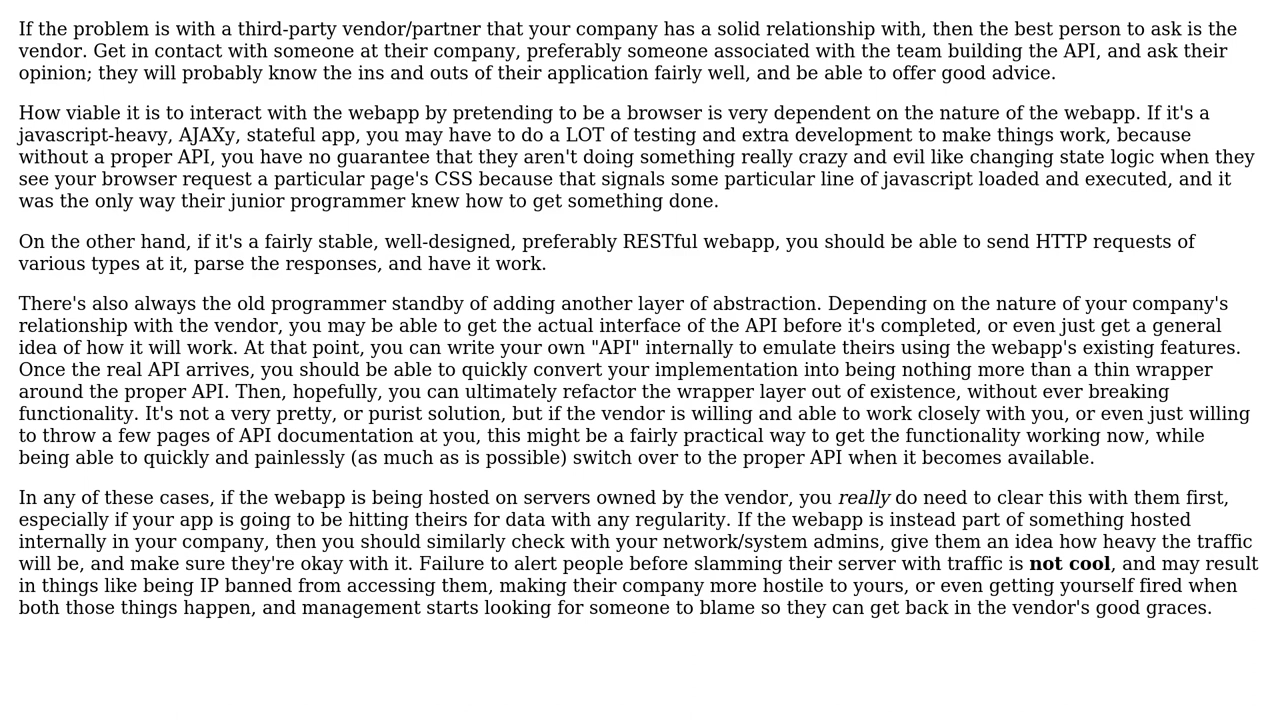 If the problem is with a third-party vendor/partner that your company has a solid relationship with, then the best person to ask is the
vendor. Get in contact with someone at their company, preferably someone associated with the team building the API, and ask their
opinion; they will probably know the ins and outs of their application fairly well, and be able to offer good advice.
How viable it is to interact with the webapp by pretending to be a browser is very dependent on the nature of the webapp. If it's a
javascript-heavy, AJAXy, stateful app, you may have to do a LOT of testing and extra development to make things work, because
without a proper API, you have no guarantee that they aren't doing something really crazy and evil like changing state logic when they
see your browser request a particular page's CSS because that signals some particular line of javascript loaded and executed, and it
was the only way their junior programmer knew how to get something done.
On the other hand, if it's a fairly stable, well-designed, preferably RESTful webapp, you should be able to send HTTP requests of
various types at it, parse the responses, and have it work.
There's also always the old programmer standby of adding another layer of abstraction. Depending on the nature of your company's
relationship with the vendor, you may be able to get the actual interface of the API before it's completed, or even just get a general
idea of how it will work. At that point, you can write your own "API" internally to emulate theirs using the webapp's existing features.
Once the real API arrives, you should be able to quickly convert your implementation into being nothing more than a thin wrapper
around the proper API. Then, hopefully, you can ultimately refactor the wrapper layer out of existence, without ever breaking
functionality. It's not a very pretty, or purist solution, but if the vendor is willing and able to work closely with you, or even just willing
to throw a few pages of API documentation at you, this might be a fairly practical way to get the functionality working now, while
being able to quickly and painlessly (as much as is possible) switch over to the proper API when it becomes available.
In any of these cases, if the webapp is being hosted on servers owned by the vendor, you really do need to clear this with them first,
especially if your app is going to be hitting theirs for data with any regularity. If the webapp is instead part of something hosted
internally in your company, then you should similarly check with your network/system admins, give them an idea how heavy the traffic
will be, and make sure they're okay with it. Failure to alert people before slamming their server with traffic is not cool, and may result
in things like being IP banned from accessing them, making their company more hostile to yours, or even getting yourself fired when
both those things happen, and management starts looking for someone to blame so they can get back in the vendor's good graces.